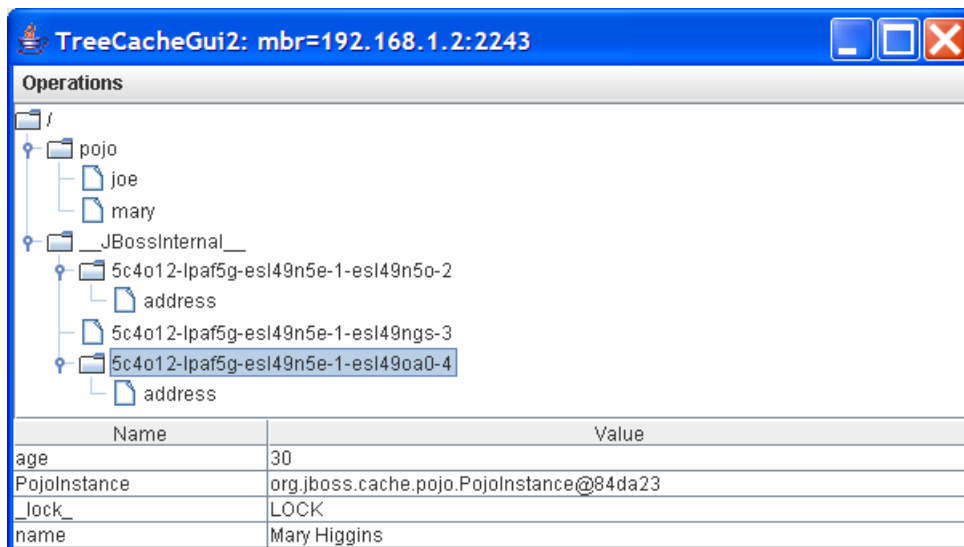 TreeCacheGui2: mbr=192.168.1.2:2243
Operations
/
pojo
joe
mary
__JBossInternal__
5c4o12-lpaf5g-esl49n5e-1-esl49n5o-2
address
5c4o12-lpaf5g-esl49n5e-1-esl49ngs-3
5c4o12-lpaf5g-esl49n5e-1-esl49oa0-4
address
Name Value
age 30
PojoInstance org.jboss.cache.pojo.PojoInstance@84da23
_lock_ LOCK
name Mary Higgins